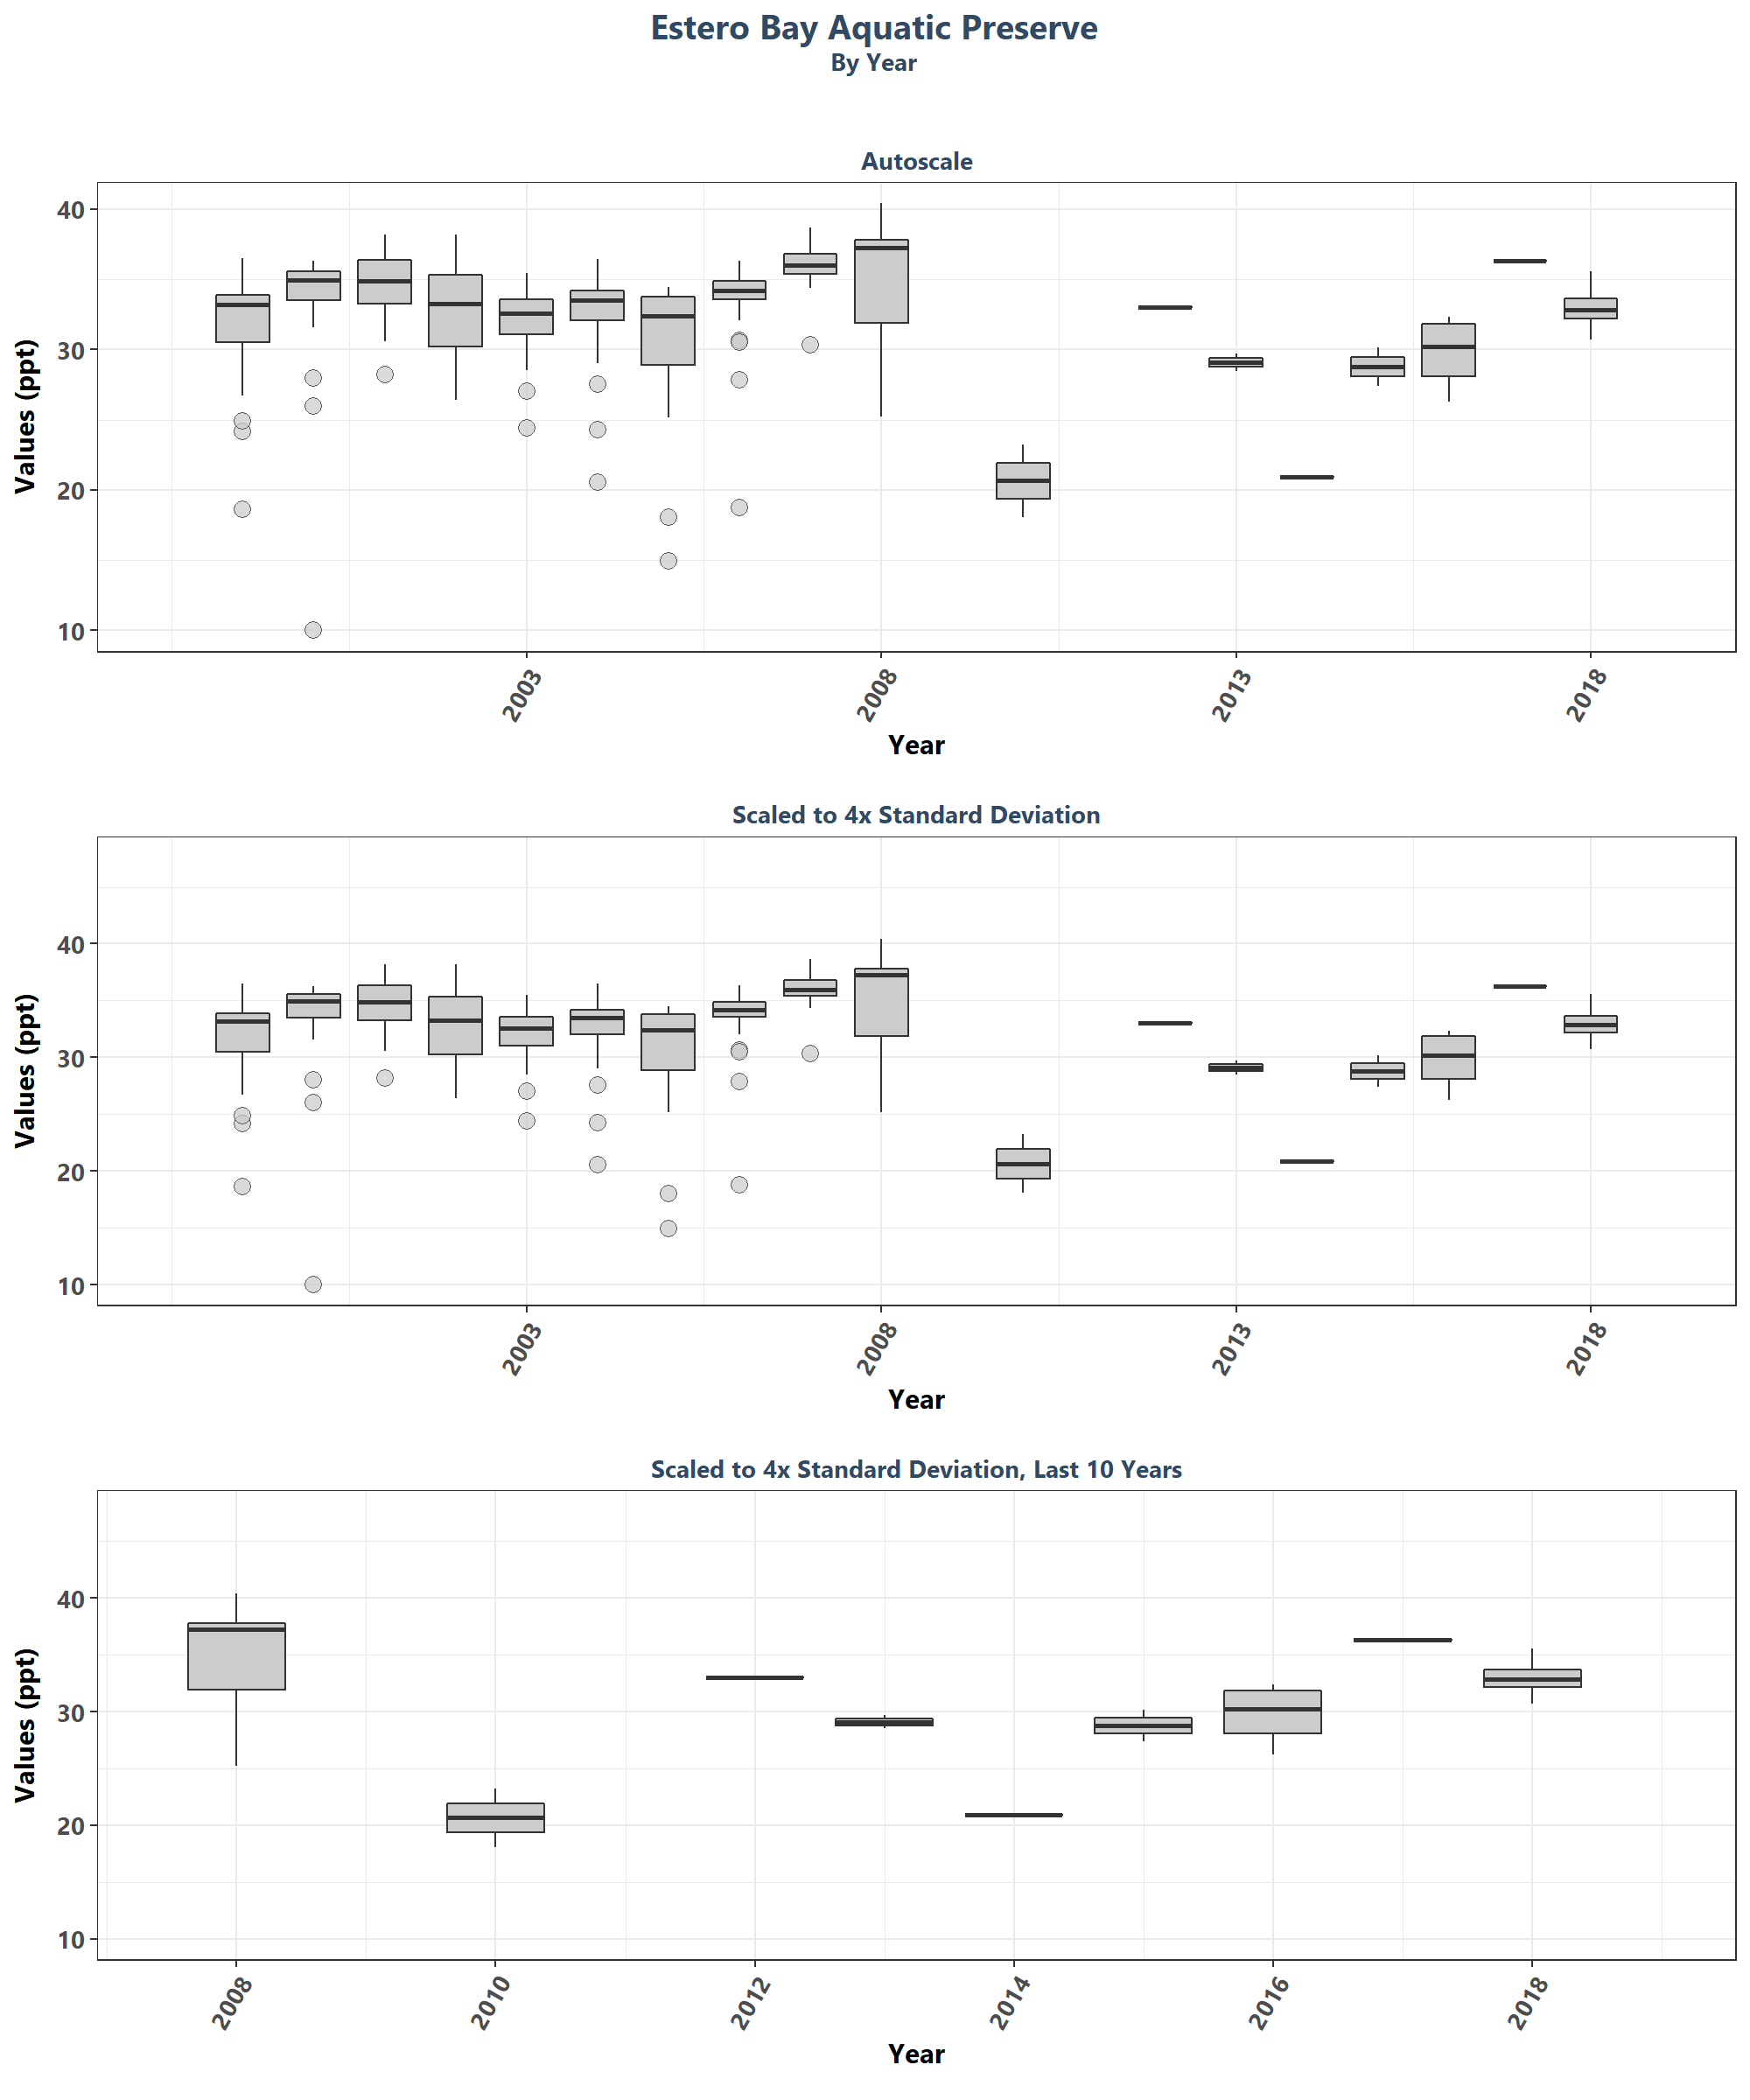 Estero Bay Aquatic Preserve
By Year
Autoscale
Values (ppt)
40
30
20
10
2003
2008
2013
2018
Year
Scaled to 4x Standard Deviation
Values (ppt)
40
30
20
10
2003
2008
2013
2018
Year
Scaled to 4x Standard Deviation, Last 10 Years
Values (ppt)
40
30
20
10
2008
2010
2012
2014
2016
2018
Year